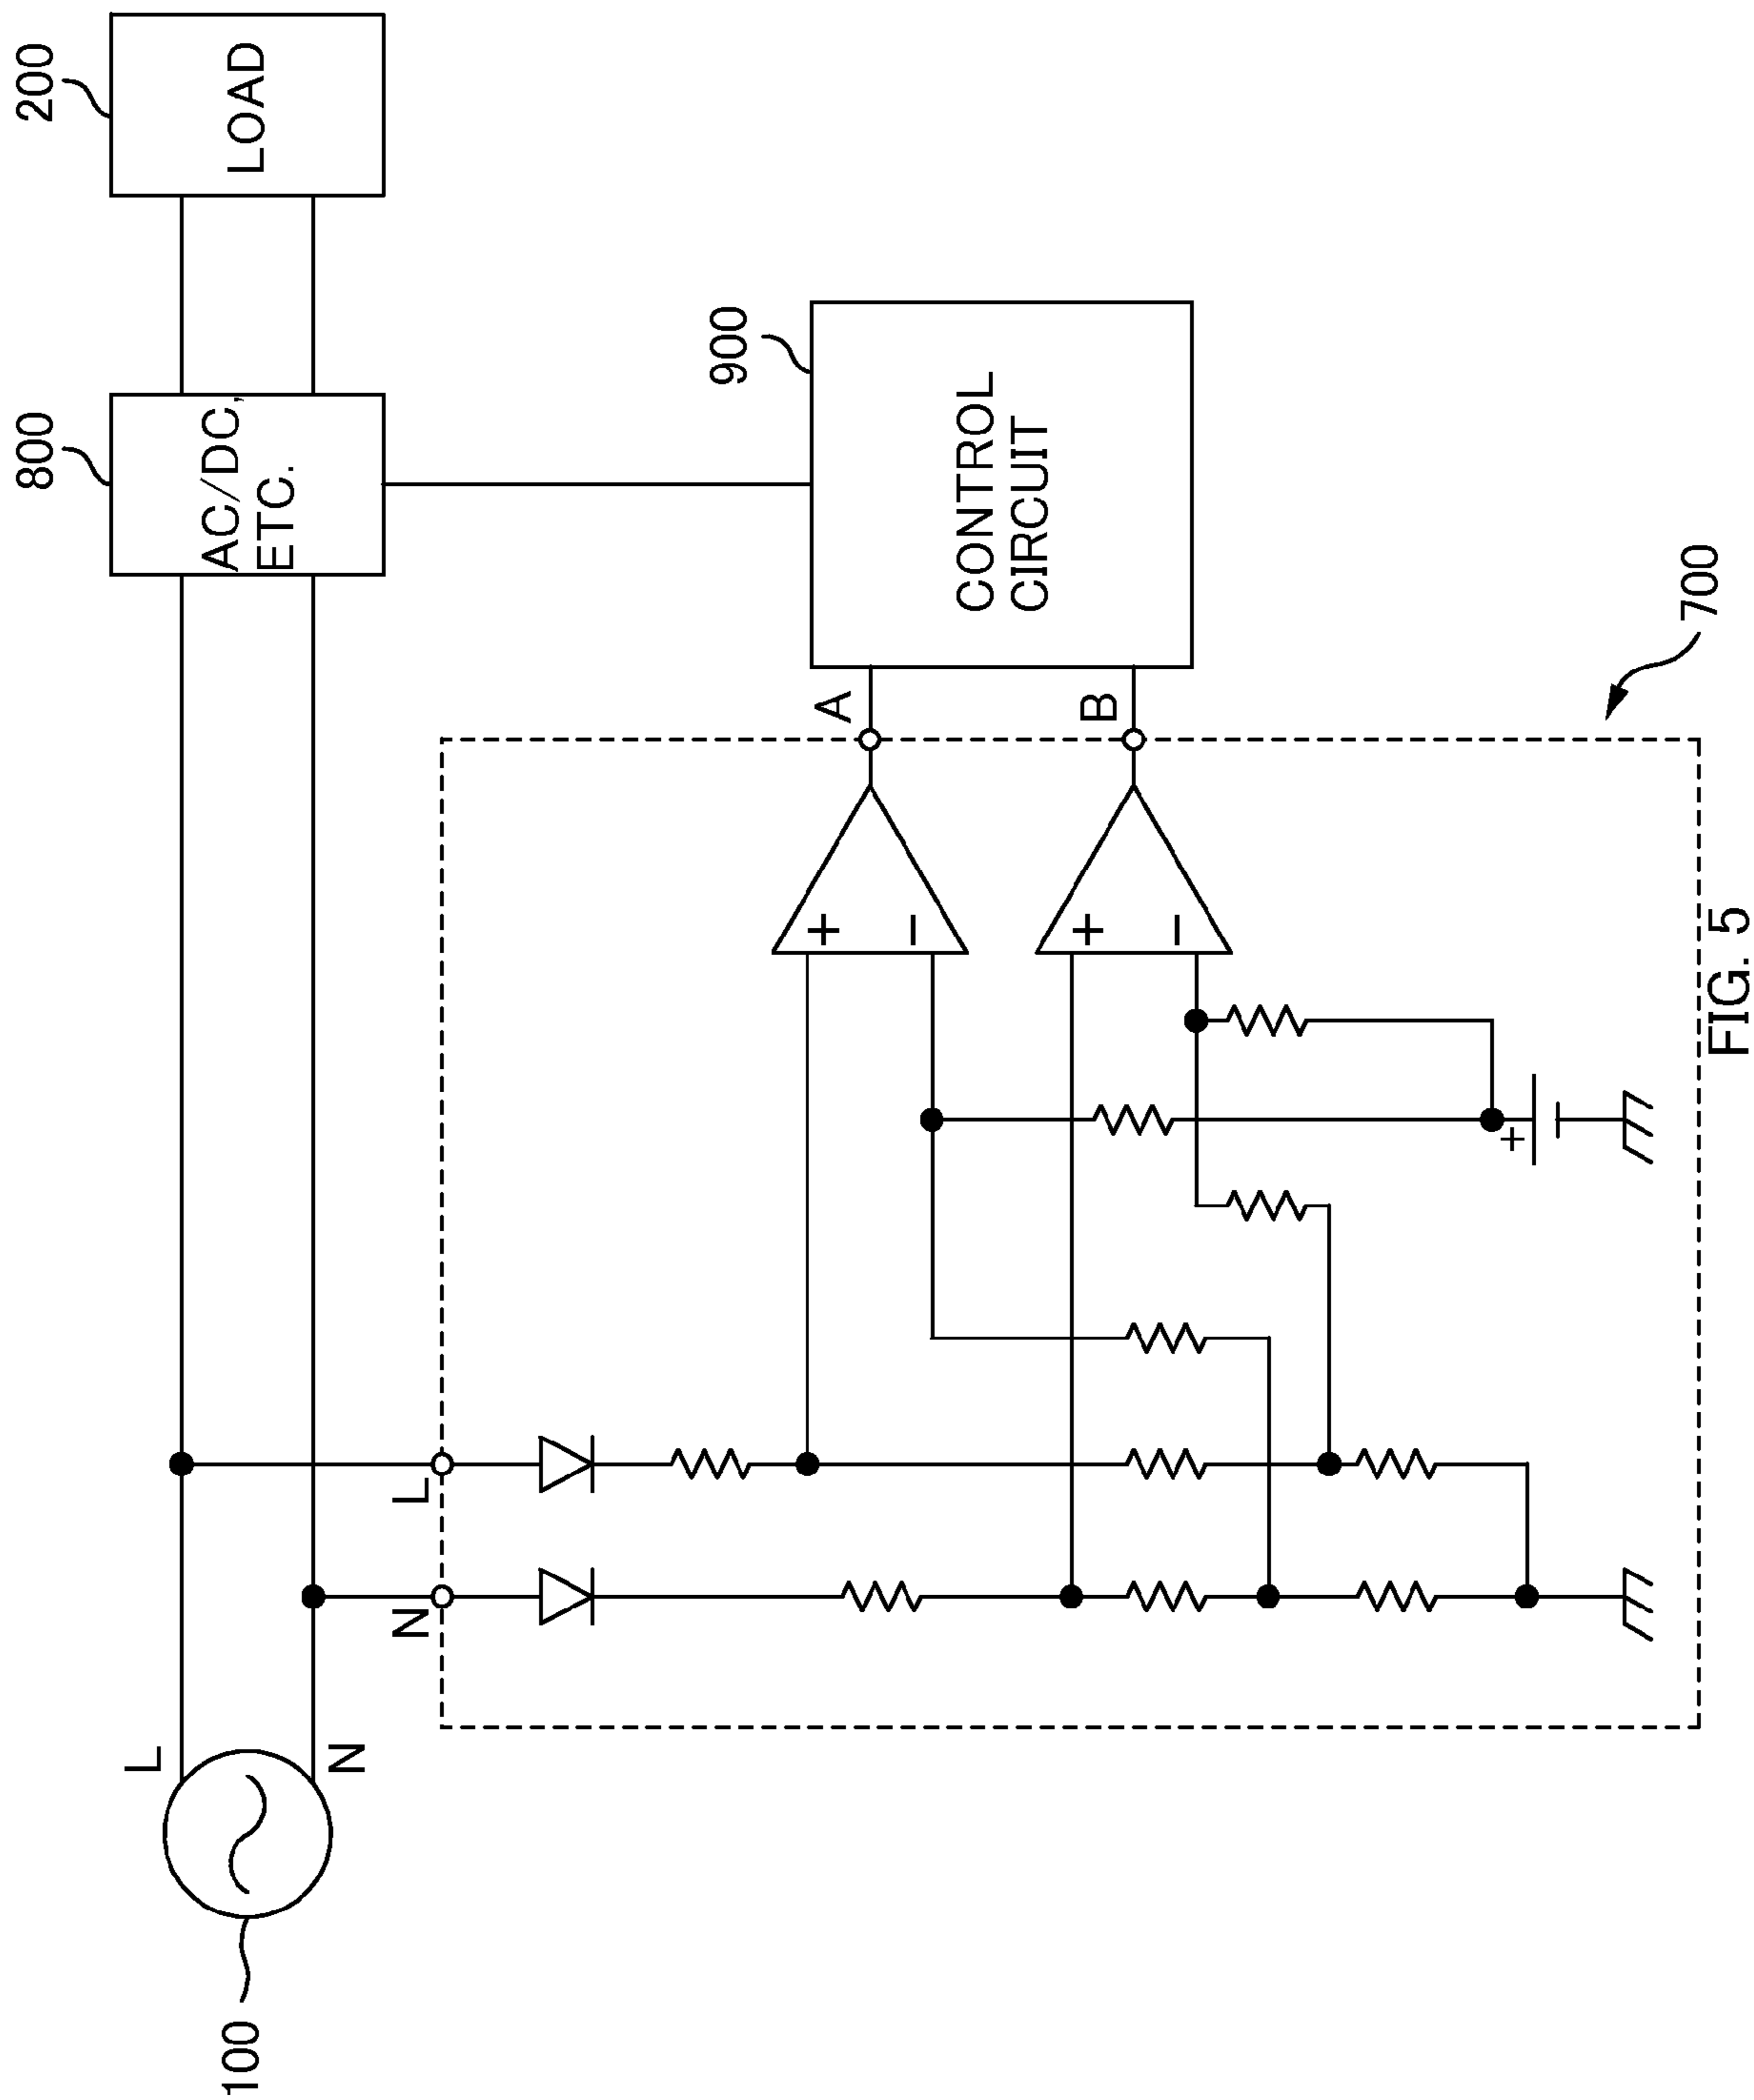 100
L
N
800
AC/DC,
ETC.
200
LOAD
L
N
A
B
900
CONTROL
CIRCUIT
+
−
+
−
+
700
FIG. 5